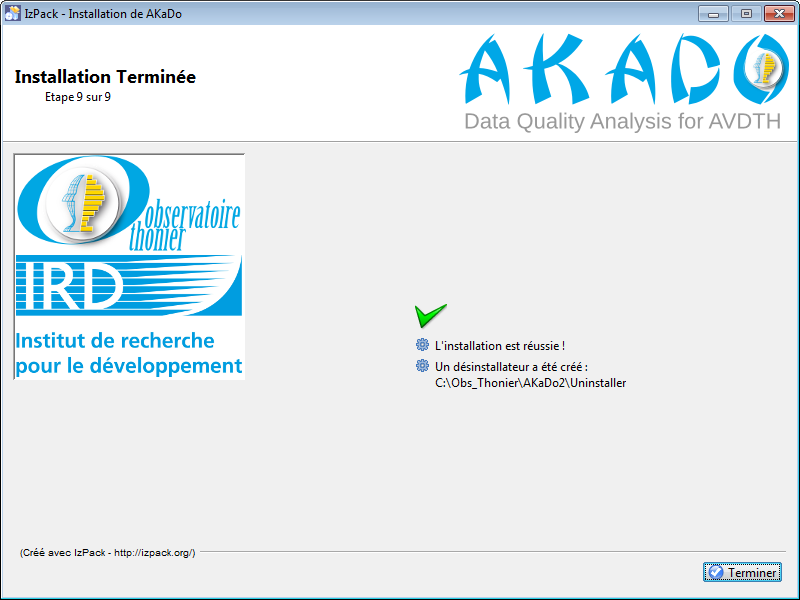 IzPack - Installation de AKaDo
Installation Terminée
Etape 9 sur 9
AKADO
Data Quality Analysis for AVDTH
Observatoire
thonier
IRD
Institut de recherche
pour le développement
L'installation est réussie !
Un désinstallateur a été créé :
C:\Obs_Thonier\AKaDo2\Uninstaller
(Créé avec IzPack - http://izpack.org/)
Terminer